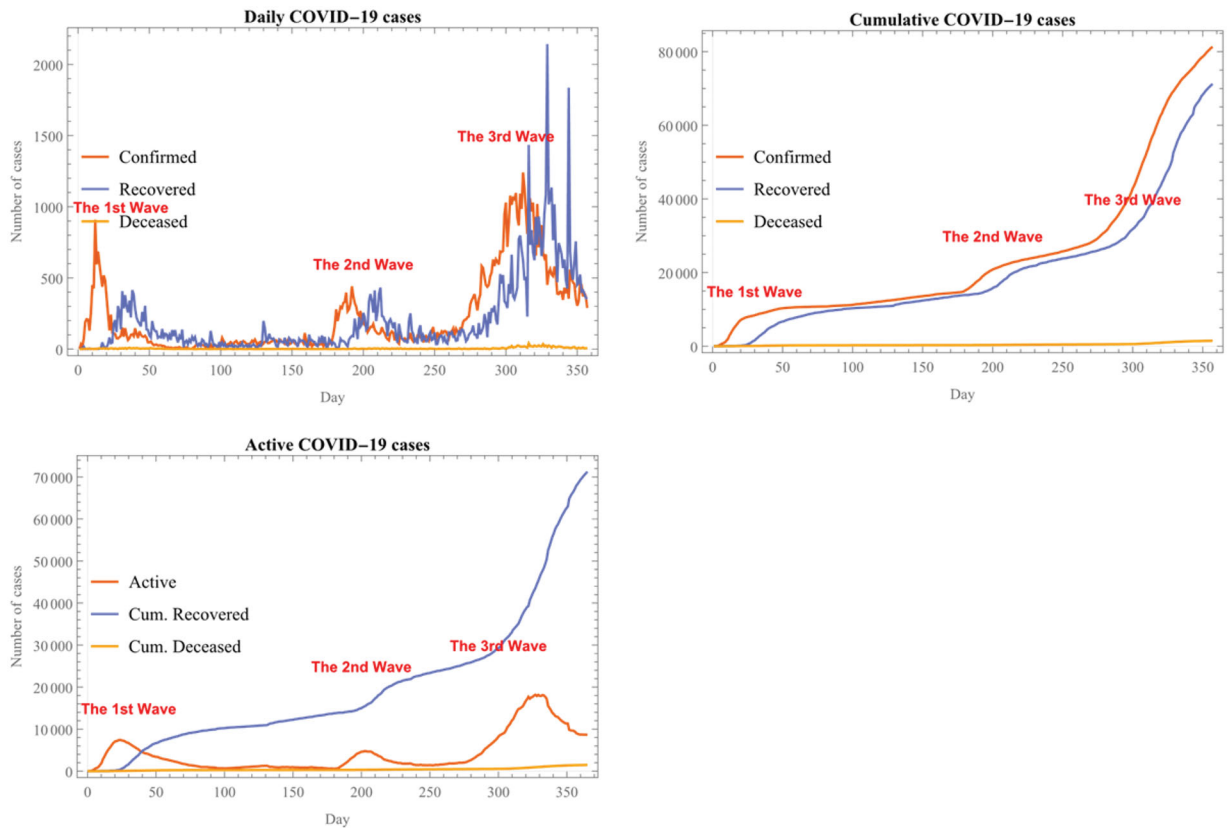 Daily COVID−19 cases
Number of cases
2000
1500
1000
500
0
Confirmed
Recovered
Deceased
The 1st Wave
The 2nd Wave
The 3rd Wave
0 50 100 150 200 250 300 350
Day
Cumulative COVID−19 cases
Number of cases
80 000
60 000
40 000
20 000
0
Confirmed
Recovered
Deceased
The 1st Wave
The 2nd Wave
The 3rd Wave
0 50 100 150 200 250 300 350
Day
Active COVID−19 cases
Number of cases
70 000
60 000
50 000
40 000
30 000
20 000
10 000
0
Active
Cum. Recovered
Cum. Deceased
The 1st Wave
The 2nd Wave
The 3rd Wave
0 50 100 150 200 250 300 350
Day